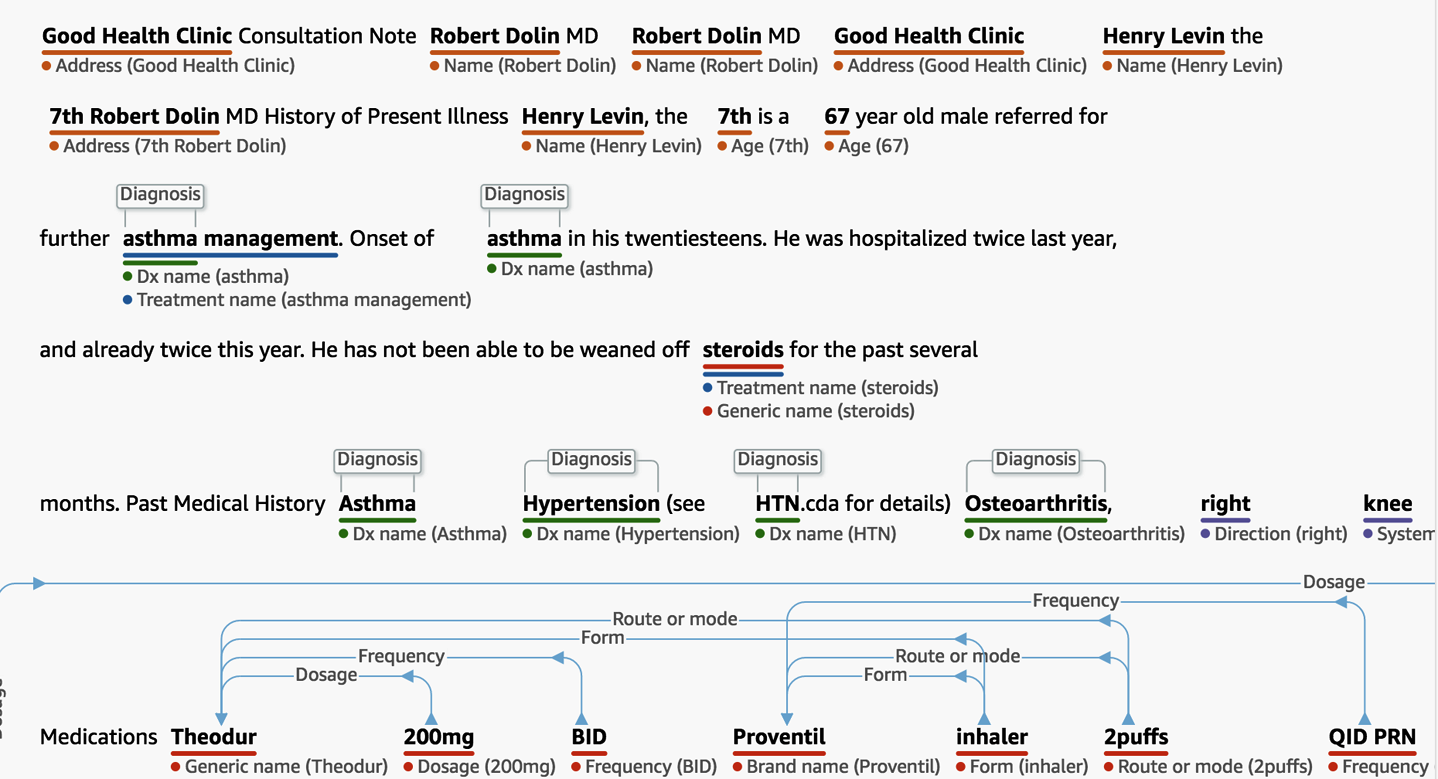 Good Health Clinic Consultation Note Robert Dolin MD Robert Dolin MD Good Health Clinic Henry Levin the
Address (Good Health Clinic) Name (Robert Dolin) Name (Robert Dolin) Address (Good Health Clinic) Name (Henry Levin)
7th Robert Dolin MD History of Present Illness Henry Levin, the 7th is a 67 year old male referred for
Address (7th Robert Dolin) Name (Henry Levin) Age (7th) Age (67)
Diagnosis Diagnosis
further asthma management. Onset of asthma in his twentiesteens. He was hospitalized twice last year,
Dx name (asthma) Dx name (asthma)
Treatment name (asthma management)
and already twice this year. He has not been able to be weaned off steroids for the past several
Treatment name (steroids)
Generic name (steroids)
Diagnosis Diagnosis Diagnosis Diagnosis
months. Past Medical History Asthma Hypertension (see HTN.cda for details) Osteoarthritis, right knee
Dx name (Asthma) Dx name (Hypertension) Dx name (HTN) Dx name (Osteoarthritis) Direction (right) System
Dosage
Frequency
Route or mode
Form
Frequency Route or mode
Dosage Form
Dosage
Medications Theodur 200mg BID Proventil inhaler 2puffs QID PRN
Generic name (Theodur) Dosage (200mg) Frequency (BID) Brand name (Proventil) Form (inhaler) Route or mode (2puffs) Frequency